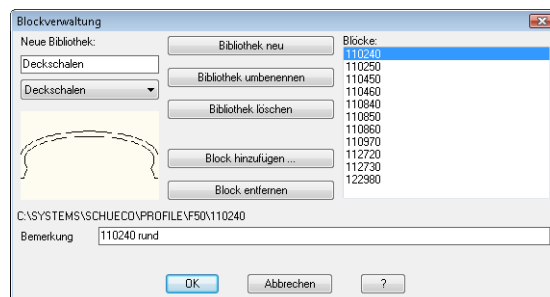 Blockverwaltung
Neue Bibliothek:
Deckschalen
Deckschalen
Bibliothek neu
Bibliothek umbenennen
Bibliothek löschen
Block hinzufügen ...
Block entfernen
Blöcke:
110240
110250
110450
110460
110840
110850
110860
110970
112720
112730
122980
C:\SYSTEMS\SCHUECO\PROFILE\F50\110240
Bemerkung
110240 rund
OK
Abbrechen
?